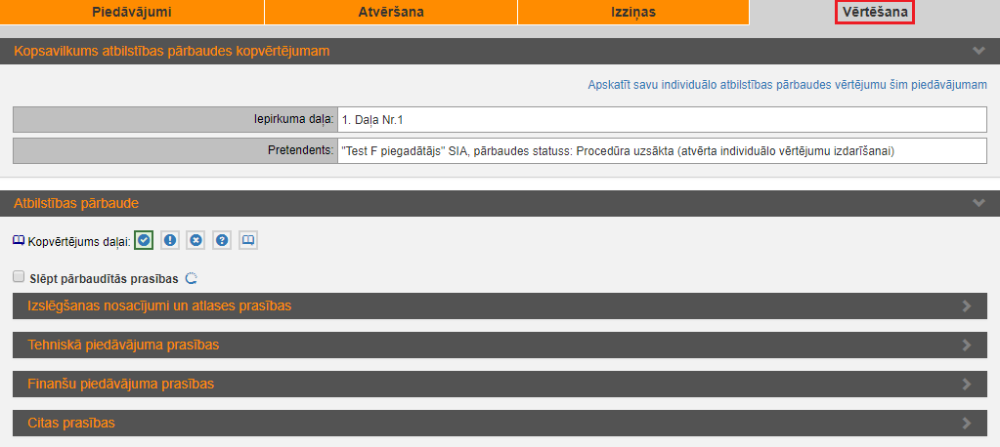 Piedāvājumi Atvēršana Izziņas Vērtēšana
Kopsavilkums atbilstības pārbaudes kopvērtējumam
Apskatīt savu individuālo atbilstības pārbaudes vērtējumu šim piedāvājumam
Iepirkuma daļa: 1. Daļa Nr.1
Pretendents: "Test F piegadātājs" SIA, pārbaudes statuss: Procedūra uzsākta (atvērta individuālo vērtējumu izdarīšanai)
Atbilstības pārbaude
Kopvērtējums daļai:
Slēpt pārbaudītās prasības
Izslēgšanas nosacījumi un atlases prasības
Tehniskā piedāvājuma prasības
Finanšu piedāvājuma prasības
Citas prasības